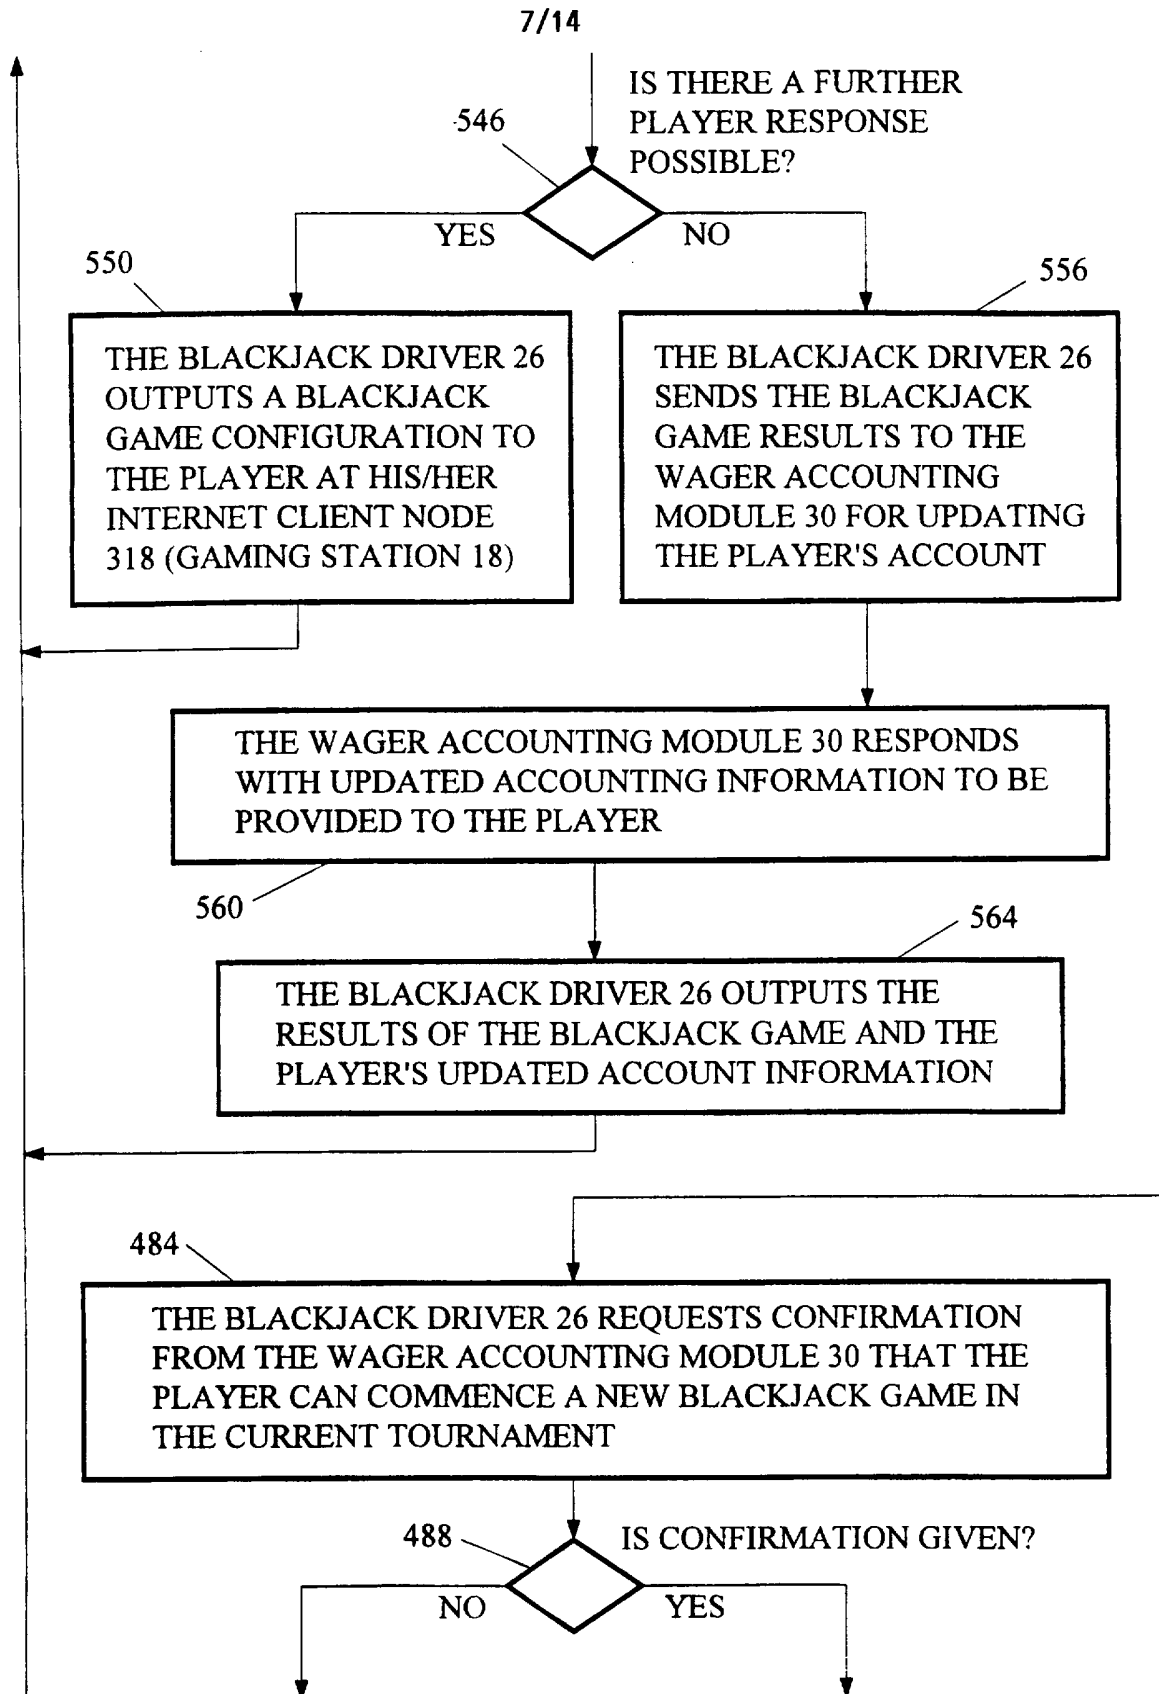 7/14
IS THERE A FURTHER
PLAYER RESPONSE
POSSIBLE?
546
YES
NO
550
556
THE BLACKJACK DRIVER 26
OUTPUTS A BLACKJACK
GAME CONFIGURATION TO
THE PLAYER AT HIS/HER
INTERNET CLIENT NODE
318 (GAMING STATION 18)
THE BLACKJACK DRIVER 26
SENDS THE BLACKJACK
GAME RESULTS TO THE
WAGER ACCOUNTING
MODULE 30 FOR UPDATING
THE PLAYER'S ACCOUNT
THE WAGER ACCOUNTING MODULE 30 RESPONDS
WITH UPDATED ACCOUNTING INFORMATION TO BE
PROVIDED TO THE PLAYER
560
564
THE BLACKJACK DRIVER 26 OUTPUTS THE
RESULTS OF THE BLACKJACK GAME AND THE
PLAYER'S UPDATED ACCOUNT INFORMATION
484
THE BLACKJACK DRIVER 26 REQUESTS CONFIRMATION
FROM THE WAGER ACCOUNTING MODULE 30 THAT THE
PLAYER CAN COMMENCE A NEW BLACKJACK GAME IN
THE CURRENT TOURNAMENT
488
IS CONFIRMATION GIVEN?
NO
YES